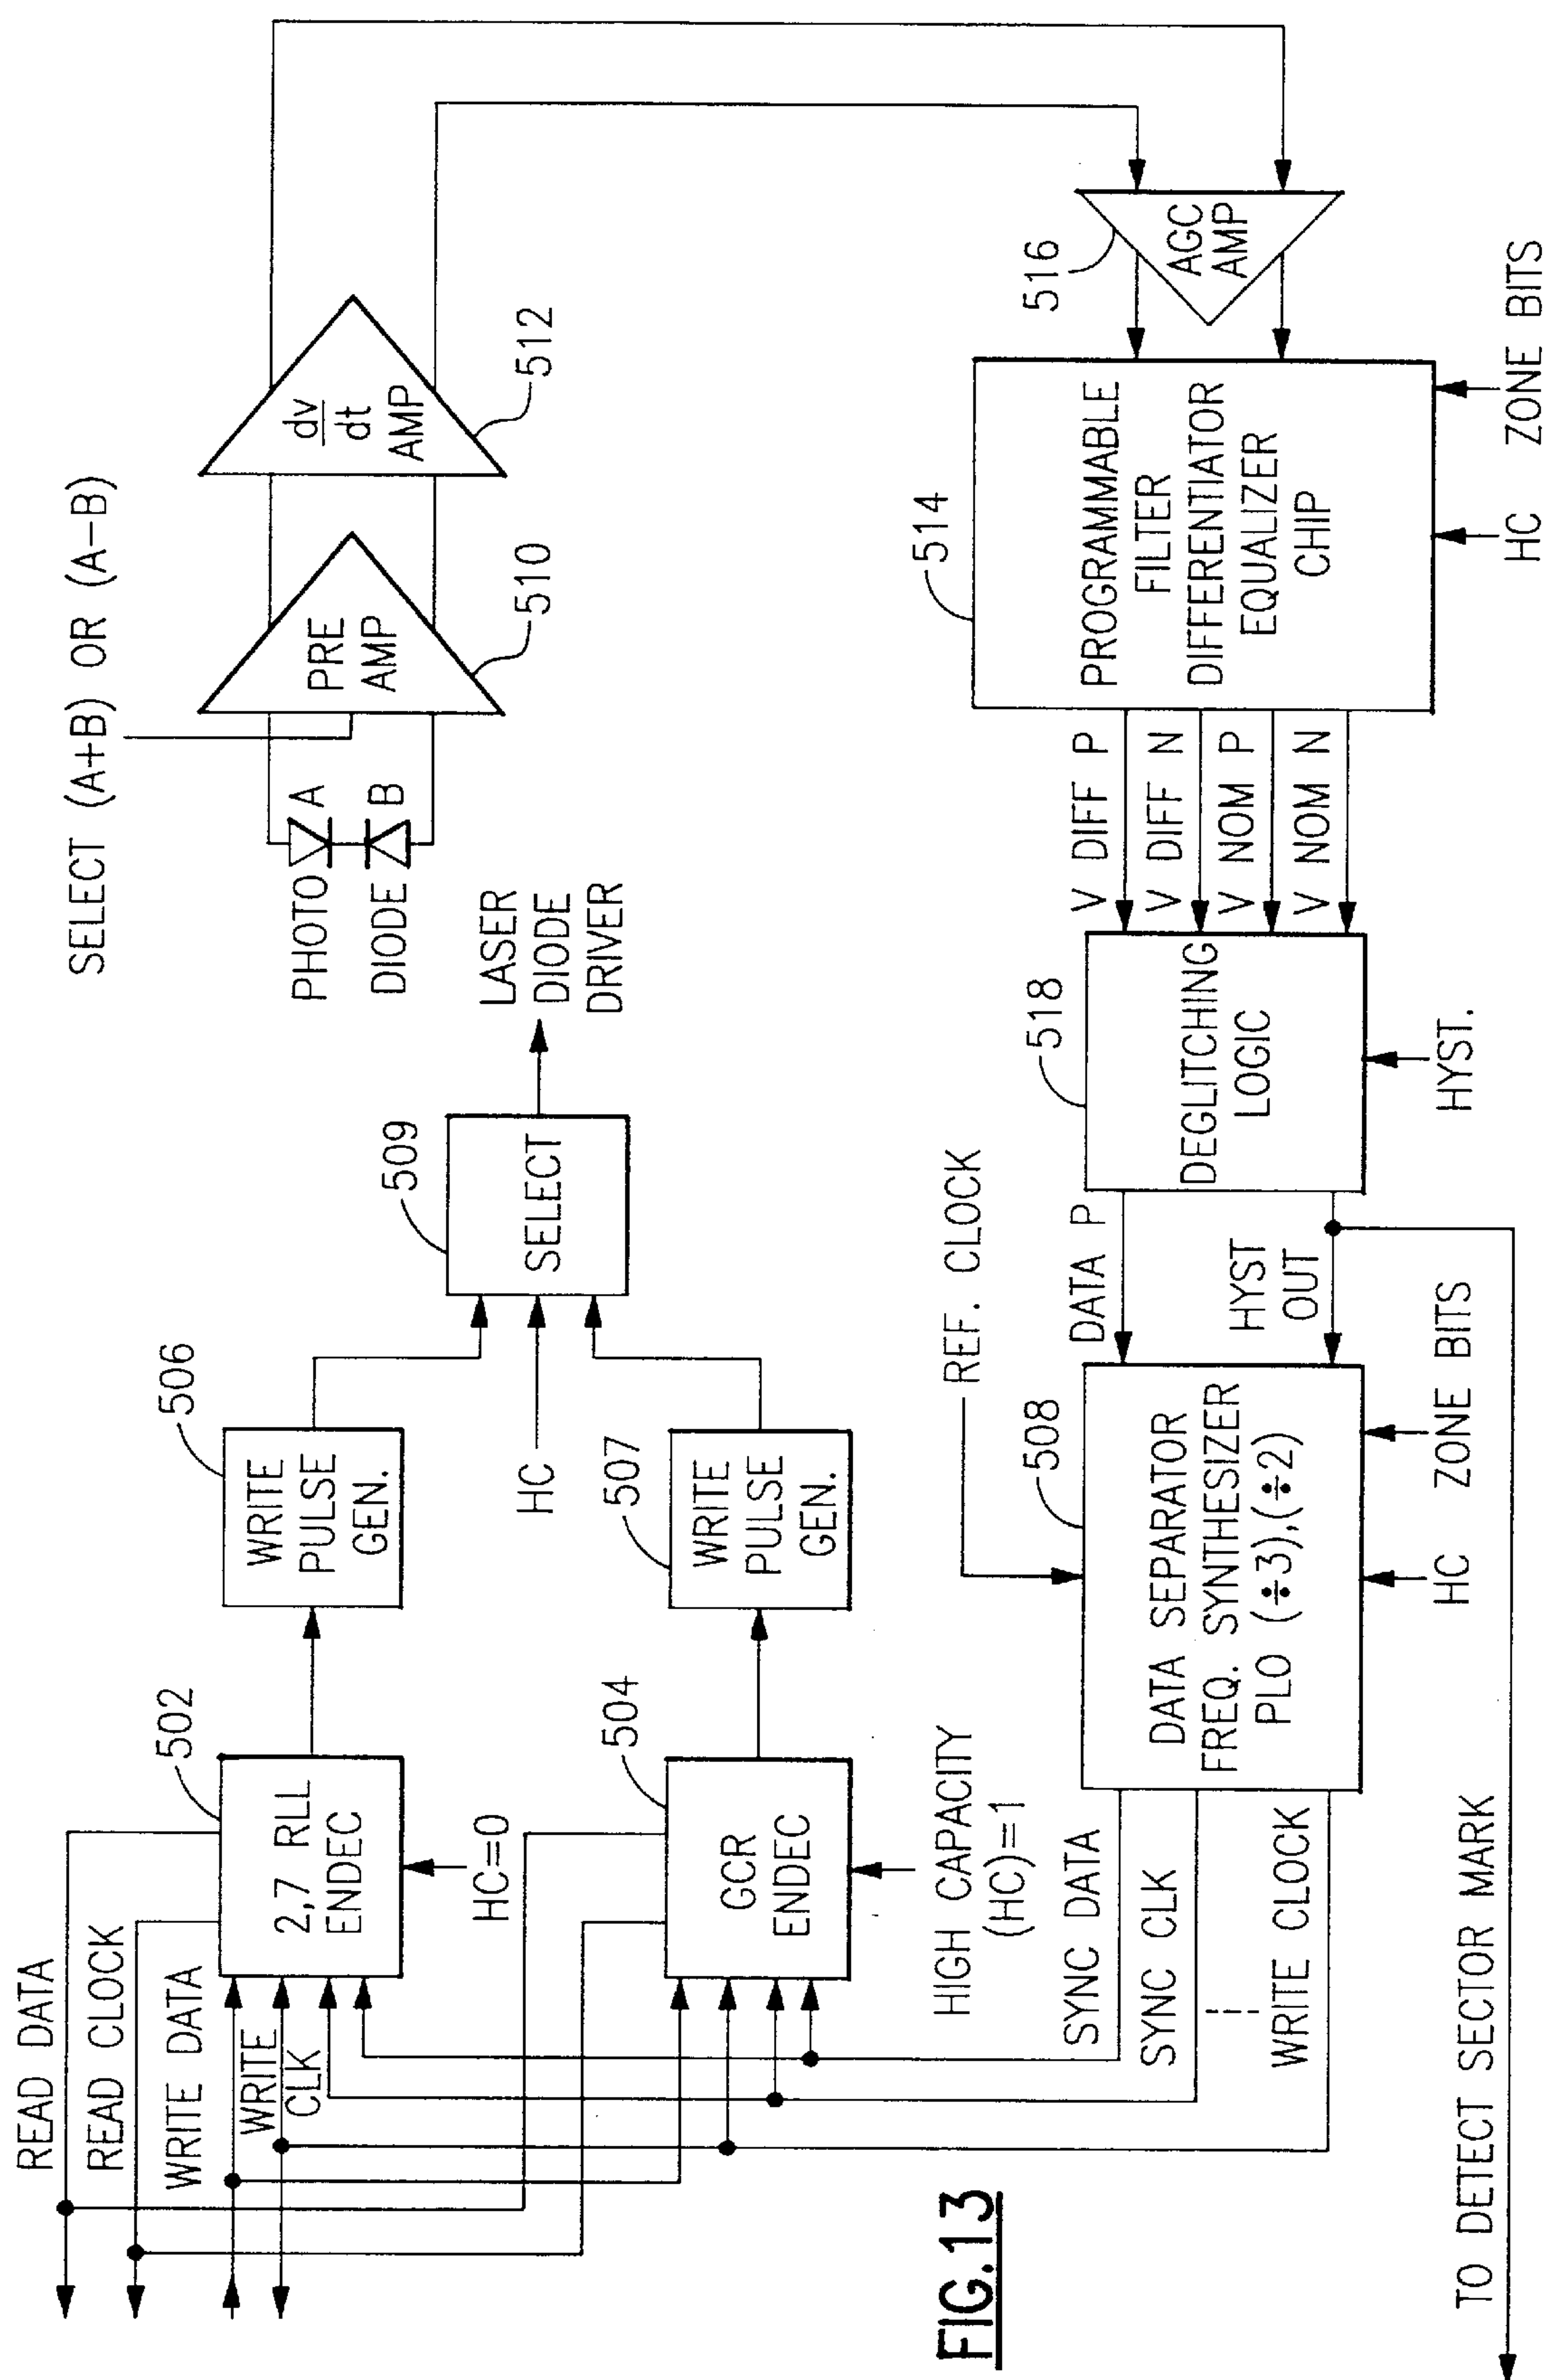 READ DATA
READ CLOCK
WRITE DATA
WRITE
CLK
502
2,7 RLL
ENDEC
HC=0
506
WRITE
PULSE
GEN.
504
GCR
ENDEC
HIGH CAPACITY
(HC)=1
507
WRITE
PULSE
GEN.
HC
509
SELECT
LASER
DIODE
DRIVER
SELECT (A+B) OR (A−B)
PHOTO A
DIODE B
PRE
AMP
510
dv
dt
AMP
512
516
AGC
AMP
514
PROGRAMMABLE
FILTER
DIFFERENTIATOR
EQUALIZER
CHIP
HC ZONE BITS
V DIFF P
V DIFF N
V NOM P
V NOM N
518
DEGLITCHING
LOGIC
HYST.
REF. CLOCK
DATA P
HYST
OUT
508
DATA SEPARATOR
FREQ. SYNTHESIZER
PLO (÷3),(÷2)
HC ZONE BITS
SYNC DATA
SYNC CLK
WRITE CLOCK
TO DETECT SECTOR MARK
FIG.13